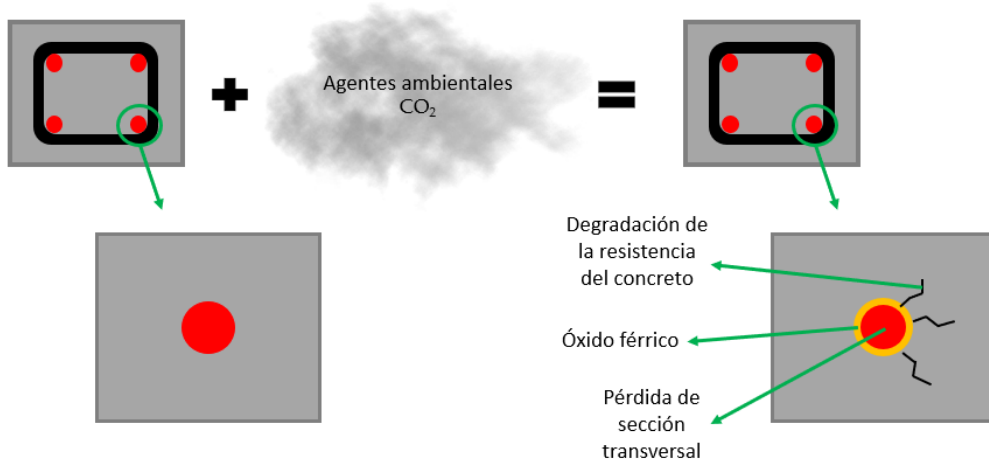 Agentes ambientales
CO₂
Degradación de
la resistencia
del concreto
Óxido férrico
Pérdida de
sección
transversal